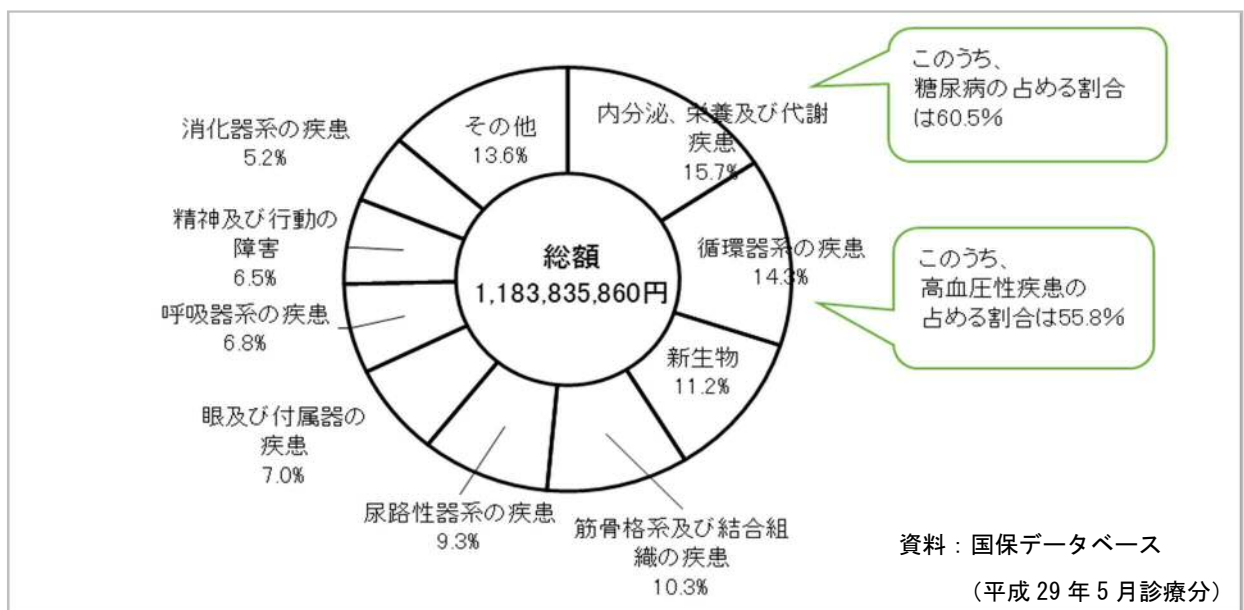 このうち、
糖尿病の占める割合
は60.5%
内分泌、栄養及び代謝
疾患
15.7%
循環器系の疾患
14.3%
このうち、
高血圧性疾患の
占める割合は55.8%
新生物
11.2%
筋骨格系及び結合組
織の疾患
10.3%
尿路性器系の疾患
9.3%
眼及び付属器の
疾患
7.0%
呼吸器系の疾患
6.8%
精神及び行動の
障害
6.5%
消化器系の疾患
5.2%
その他
13.6%
総額
1,183,835,860円
資料：国保データベース
（平成 29 年 5 月診療分）